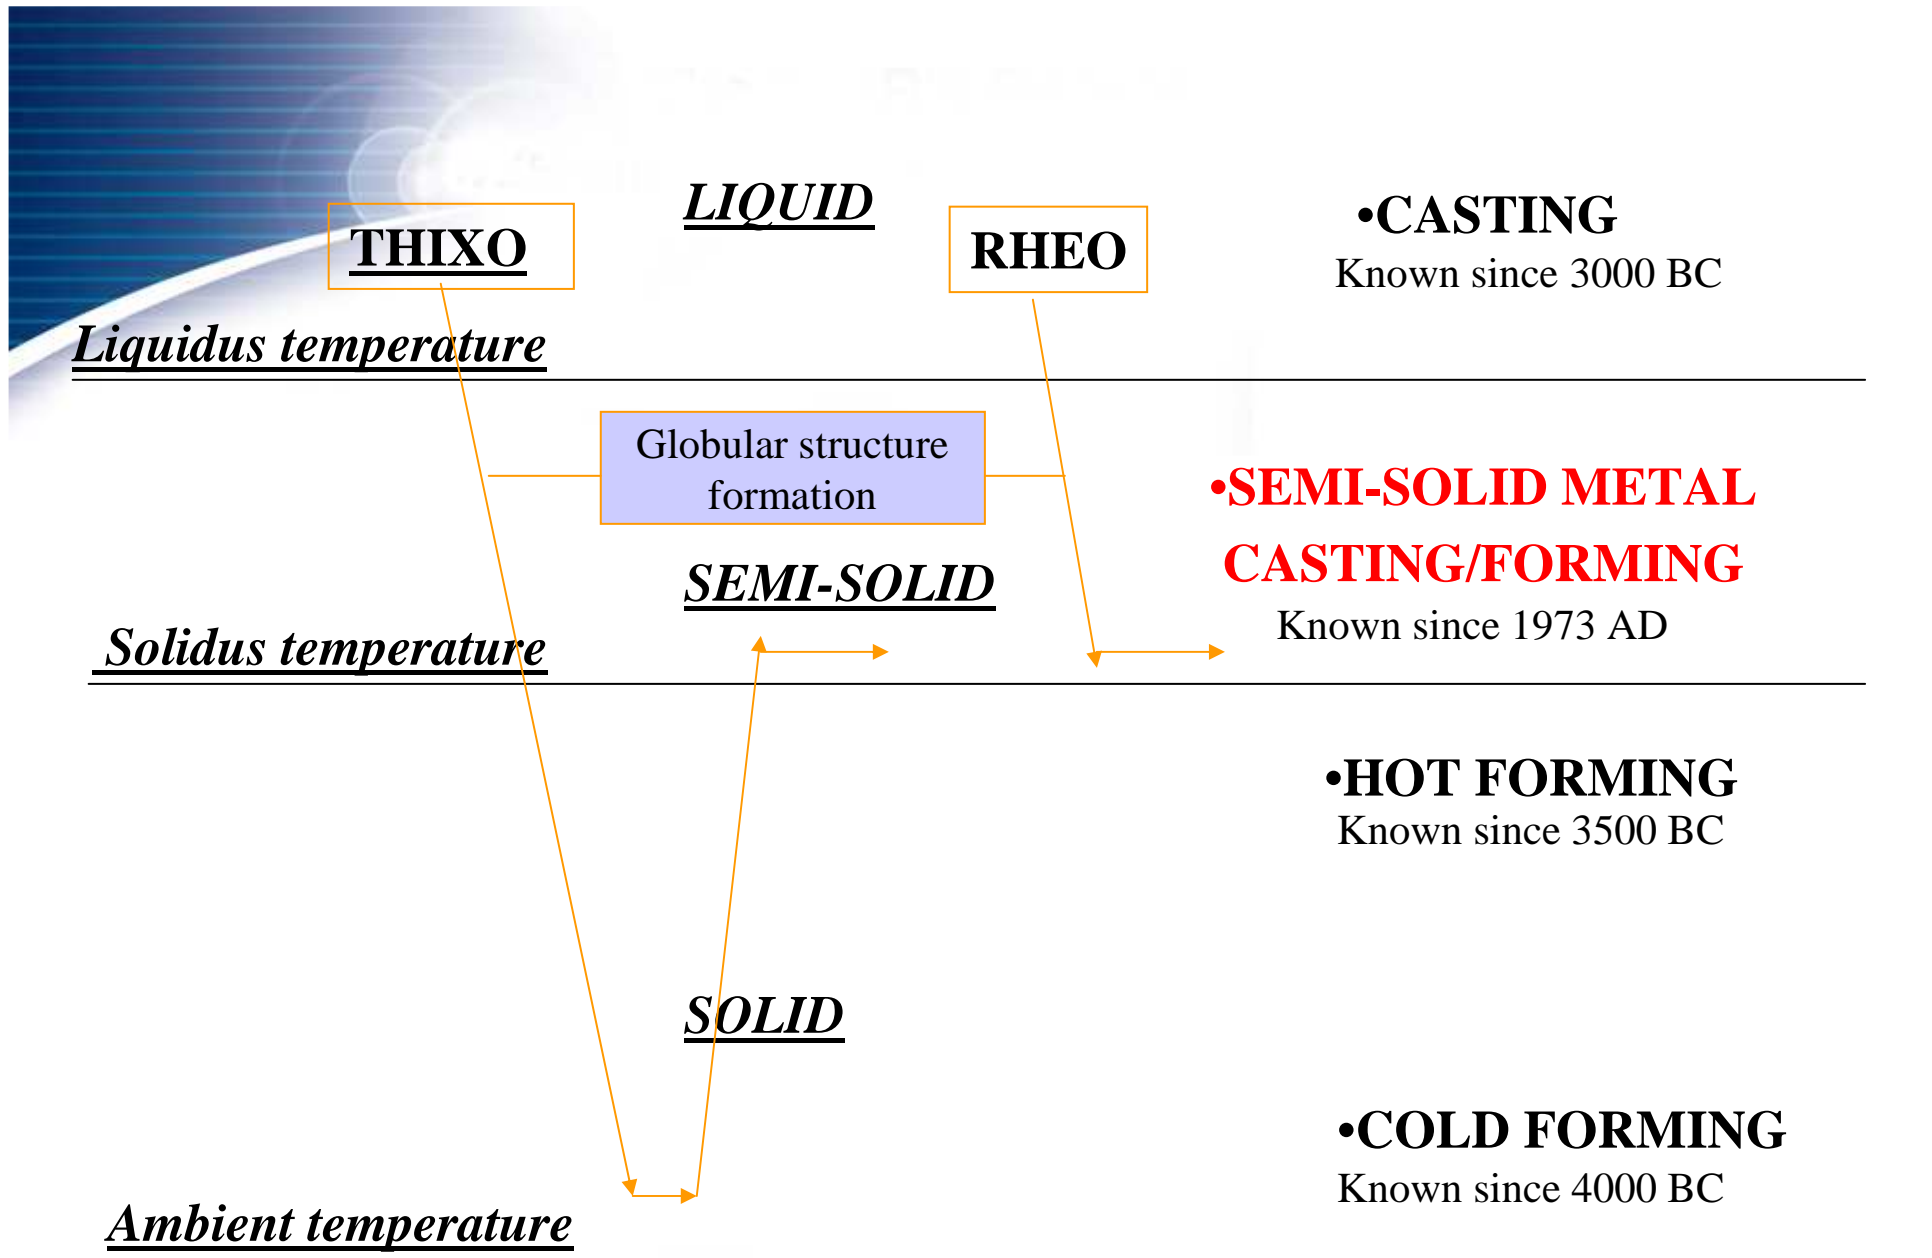 LIQUID
•CASTING
THIXO
RHEO
Known since 3000 BC
Liquidus temperature
Globular structure
formation
•SEMI-SOLID METAL
CASTING/FORMING
SEMI-SOLID
Known since 1973 AD
Solidus temperature
•HOT FORMING
Known since 3500 BC
SOLID
•COLD FORMING
Known since 4000 BC
Ambient temperature